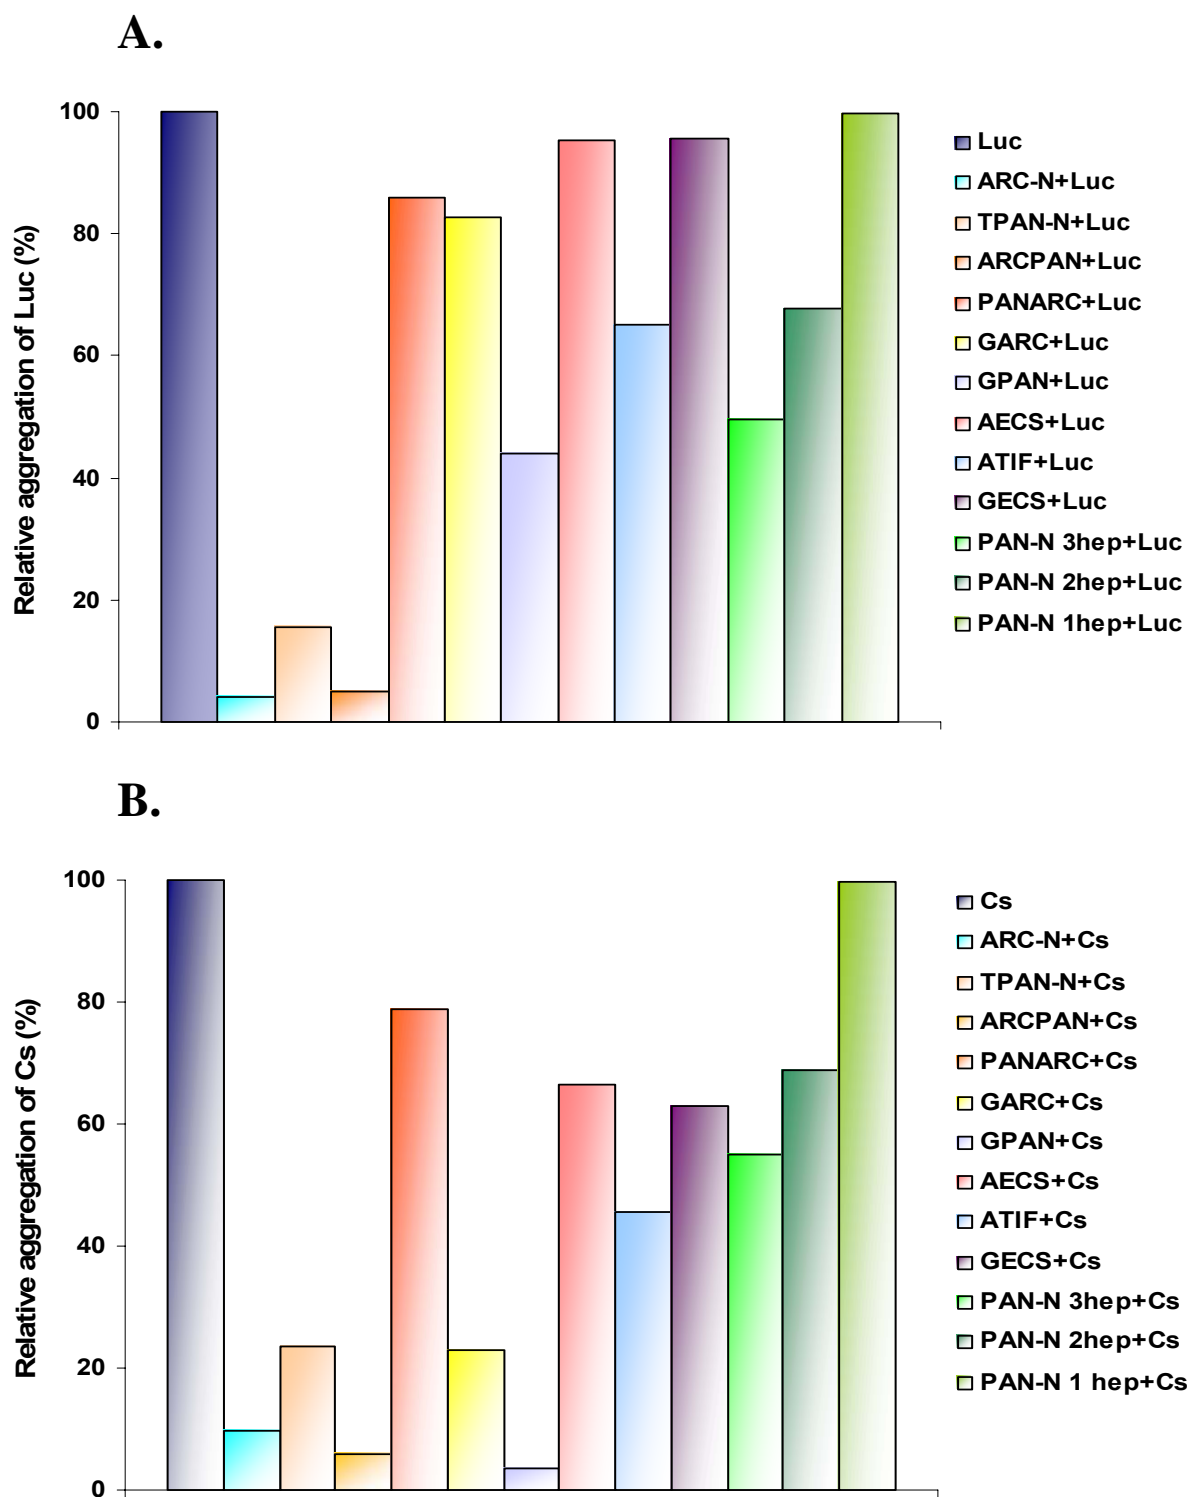 A.
Relative aggregation of Luc (%)
100
80
60
40
20
0
Luc
ARC-N+Luc
TPAN-N+Luc
ARCPAN+Luc
PANARC+Luc
GARC+Luc
GPAN+Luc
AECS+Luc
ATIF+Luc
GECS+Luc
PAN-N 3hep+Luc
PAN-N 2hep+Luc
PAN-N 1hep+Luc
B.
Relative aggregation of Cs (%)
100
80
60
40
20
0
Cs
ARC-N+Cs
TPAN-N+Cs
ARCPAN+Cs
PANARC+Cs
GARC+Cs
GPAN+Cs
AECS+Cs
ATIF+Cs
GECS+Cs
PAN-N 3hep+Cs
PAN-N 2hep+Cs
PAN-N 1 hep+Cs